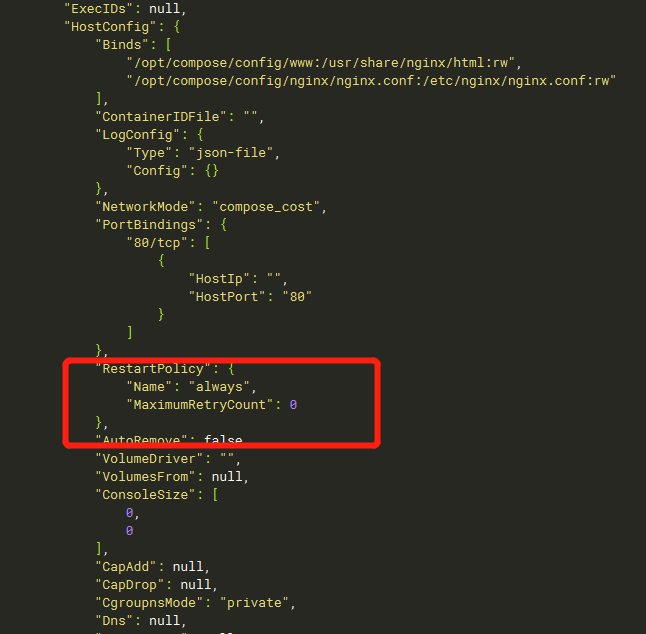 "ExecIDs": null,
"HostConfig": {
"Binds": [
"/opt/compose/config/www:/usr/share/nginx/html:rw",
"/opt/compose/config/nginx/nginx.conf:/etc/nginx/nginx.conf:rw"
],
"ContainerIDFile": "",
"LogConfig": {
"Type": "json-file",
"Config": {}
},
"NetworkMode": "compose_cost",
"PortBindings": {
"80/tcp": [
{
"HostIp": "",
"HostPort": "80"
}
]
},
"RestartPolicy": {
"Name": "always",
"MaximumRetryCount": 0
},
"AutoRemove": false
"VolumeDriver": "",
"VolumesFrom": null,
"ConsoleSize": [
0,
0
],
"CapAdd": null,
"CapDrop": null,
"CgroupnsMode": "private",
"Dns": null,